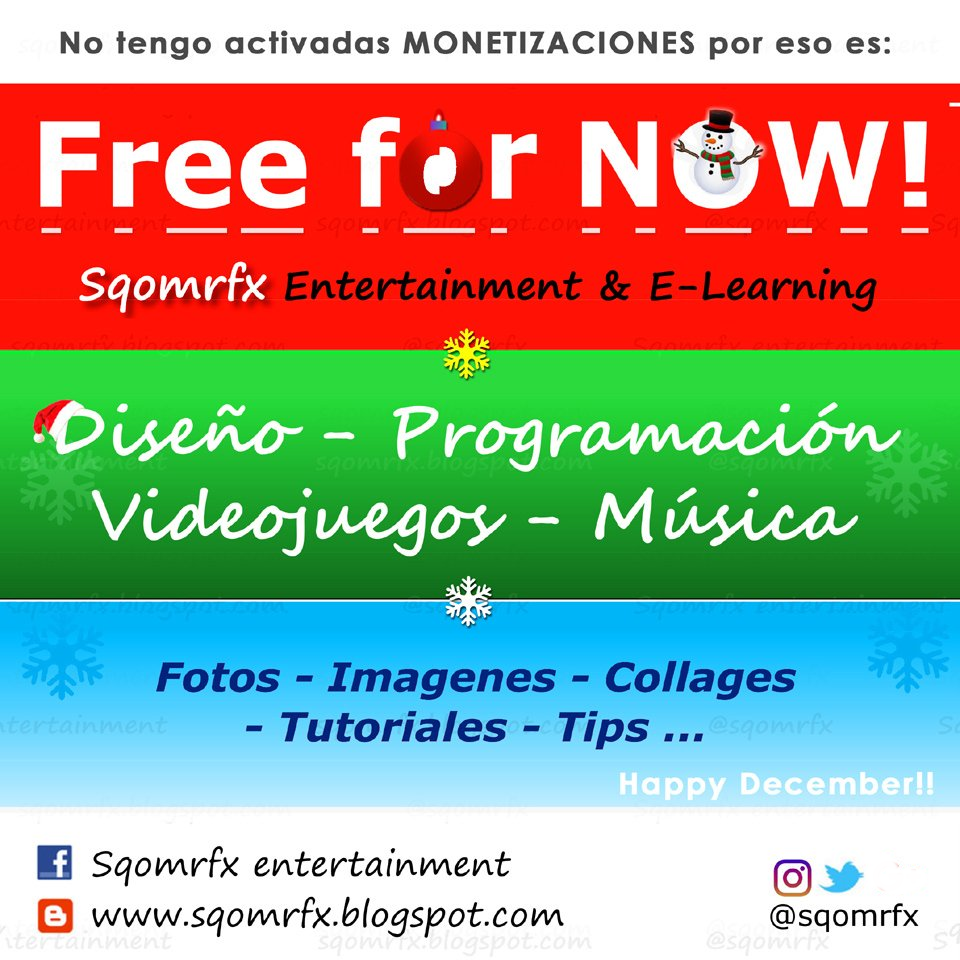 No tengo activadas MONETIZACIONES por eso es:
Free for NOW!
Sqomrfx Entertainment & E-Learning
Diseño - Programación
Videojuegos - Música
Fotos - Imagenes - Collages
- Tutoriales - Tips ...
Happy December!!
Sqomrfx entertainment
www.sqomrfx.blogspot.com
@sqomrfx